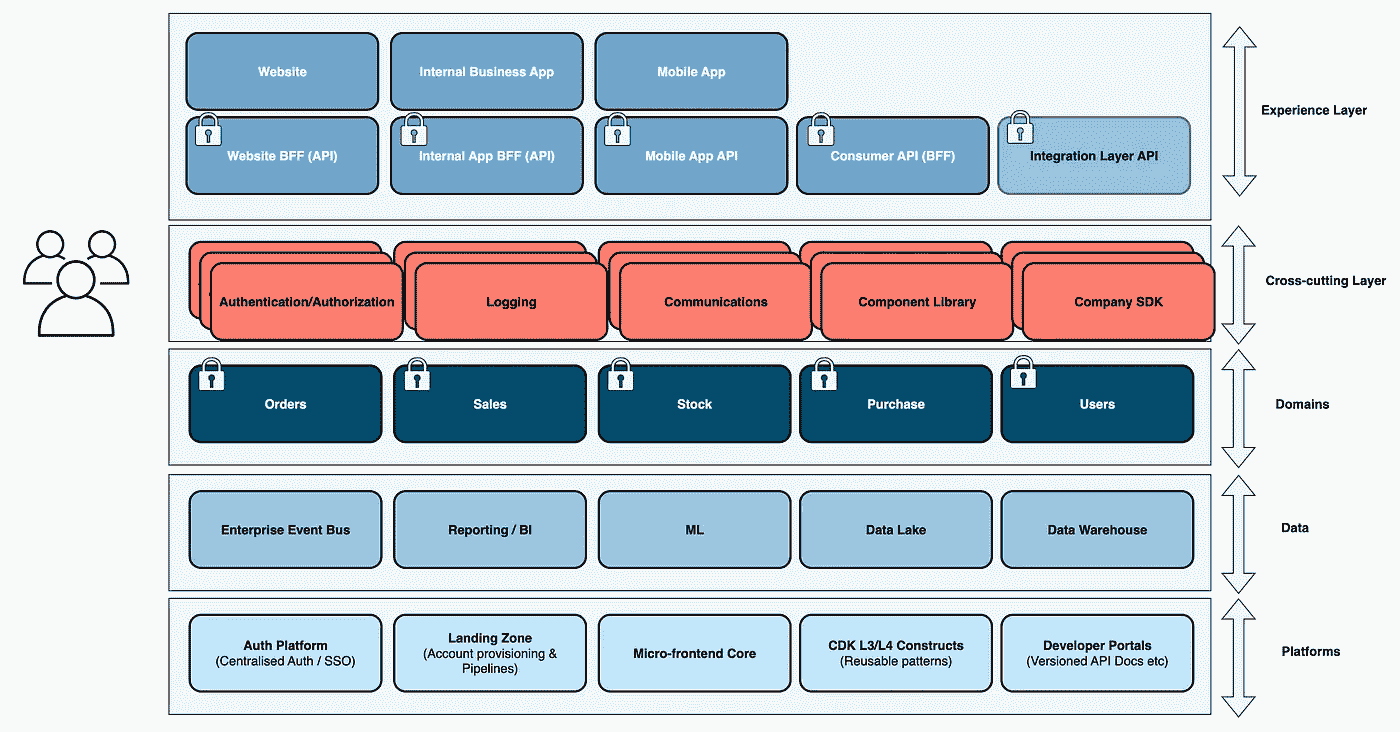 Website
Internal Business App
Mobile App
Experience Layer
Website BFF (API)
Internal App BFF (API)
Mobile App API
Consumer API (BFF)
Integration Layer API
Cross-cutting Layer
Authentication/Authorization
Logging
Communications
Component Library
Company SDK
Orders
Sales
Stock
Purchase
Users
Domains
Enterprise Event Bus
Reporting / BI
ML
Data Lake
Data Warehouse
Data
Auth Platform
(Centralised Auth / SSO)
Landing Zone
(Account provisioning &
Pipelines)
Micro-frontend Core
CDK L3/L4 Constructs
(Reusable patterns)
Developer Portals
(Versioned API Docs etc)
Platforms